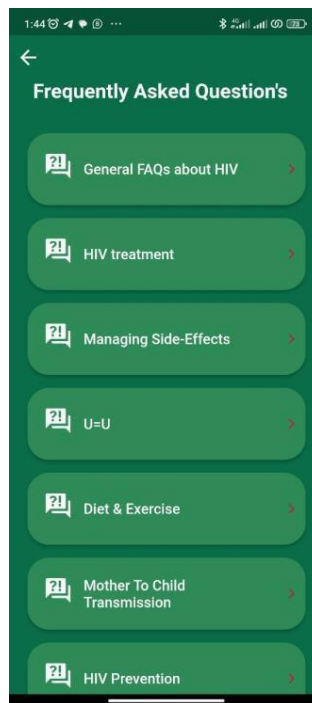 1:44
Frequently Asked Question's
?! General FAQs about HIV
?! HIV treatment
?! Managing Side-Effects
?! U=U
?! Diet & Exercise
?! Mother To Child
Transmission
?! HIV Prevention